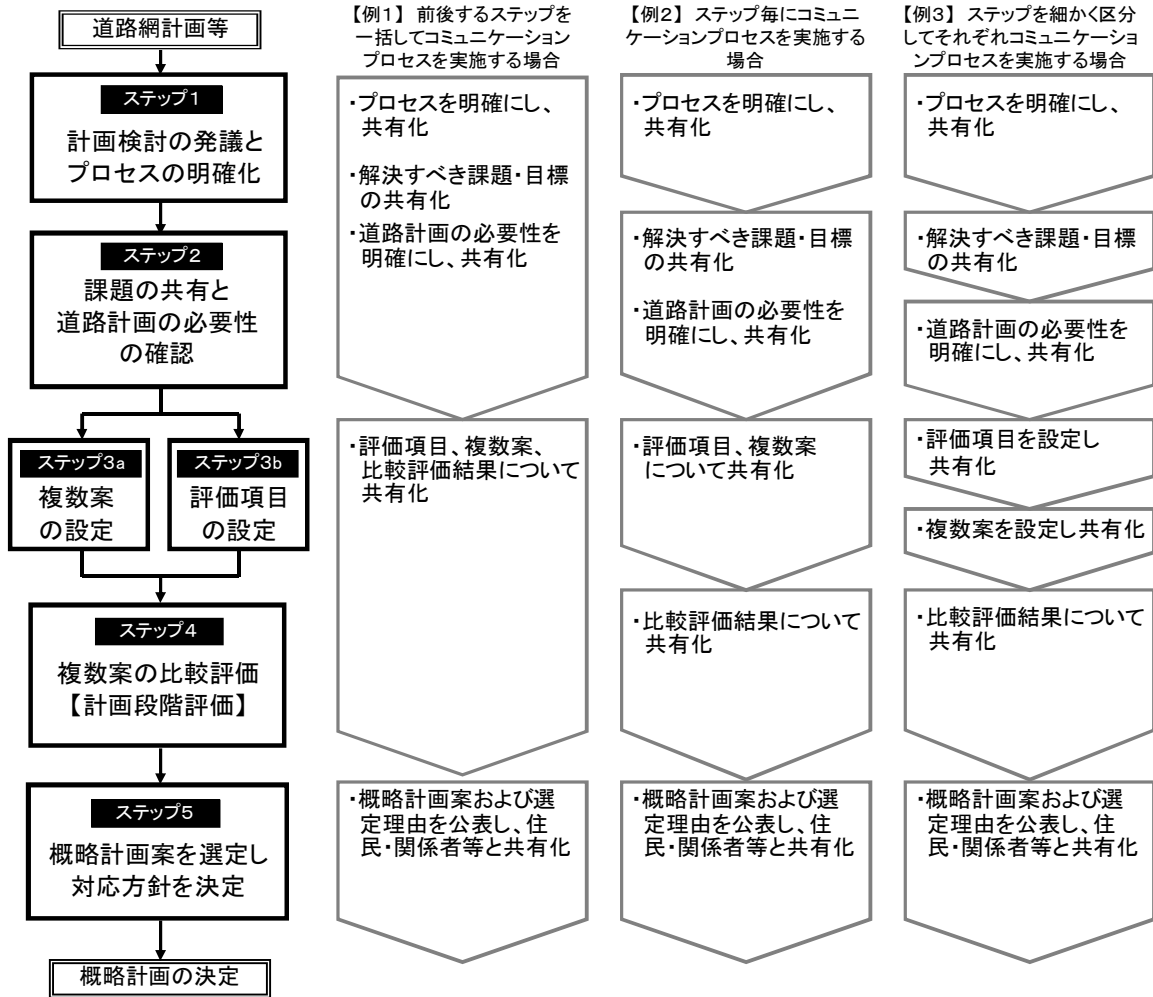 道路網計画等
ステップ1
計画検討の発議と
プロセスの明確化
ステップ2
課題の共有と
道路計画の必要性
の確認
ステップ3a
複数案
の設定
ステップ3b
評価項目
の設定
ステップ4
複数案の比較評価
【計画段階評価】
ステップ5
概略計画案を選定し
対応方針を決定
概略計画の決定
【例1】 前後するステップを
一括してコミュニケーション
プロセスを実施する場合
・プロセスを明確にし、
共有化
・解決すべき課題・目標
の共有化
・道路計画の必要性を
明確にし、共有化
・評価項目、複数案、
比較評価結果について
共有化
・概略計画案および選
定理由を公表し、住
民・関係者等と共有化
【例2】 ステップ毎にコミュニ
ケーションプロセスを実施する
場合
・プロセスを明確にし、
共有化
・解決すべき課題・目標
の共有化
・道路計画の必要性を
明確にし、共有化
・評価項目、複数案
について共有化
・比較評価結果について
共有化
・概略計画案および選
定理由を公表し、住
民・関係者等と共有化
【例3】 ステップを細かく区分
してそれぞれコミュニケーショ
ンプロセスを実施する場合
・プロセスを明確にし、
共有化
・解決すべき課題・目標
の共有化
・道路計画の必要性を
明確にし、共有化
・評価項目を設定し
共有化
・複数案を設定し共有化
・比較評価結果について
共有化
・概略計画案および選
定理由を公表し、住
民・関係者等と共有化